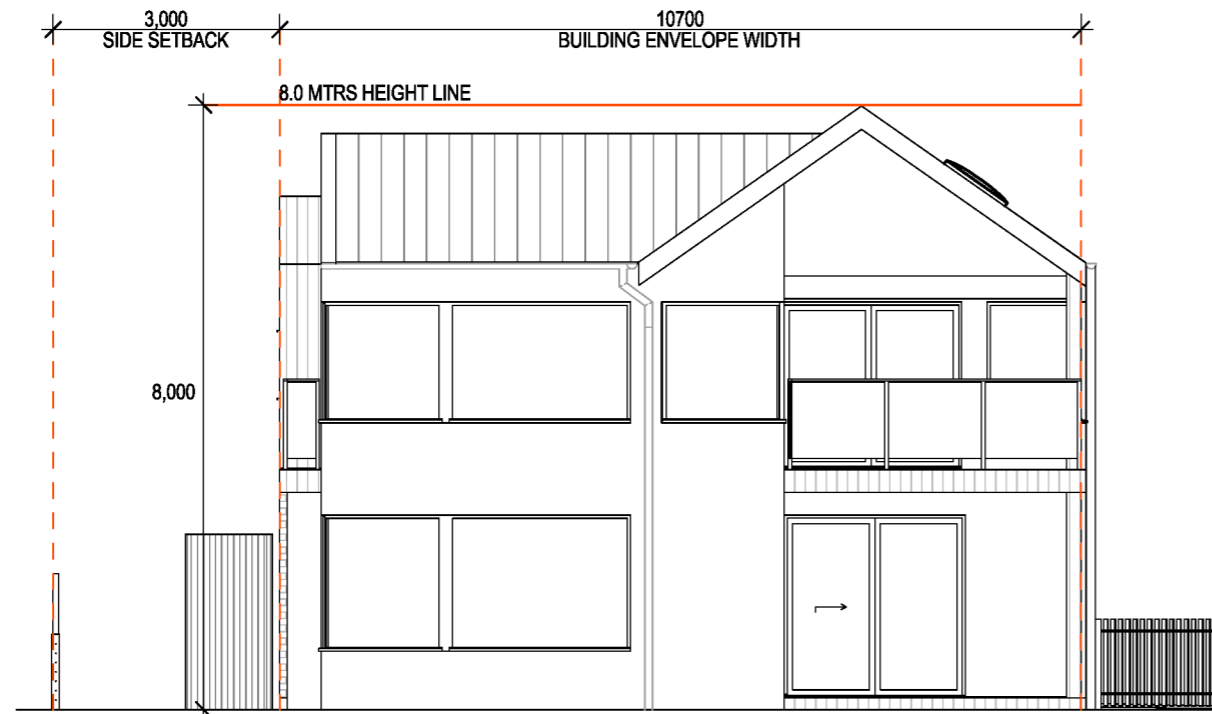 3,000
SIDE SETBACK
10700
BUILDING ENVELOPE WIDTH
8.0 MTRS HEIGHT LINE
8,000